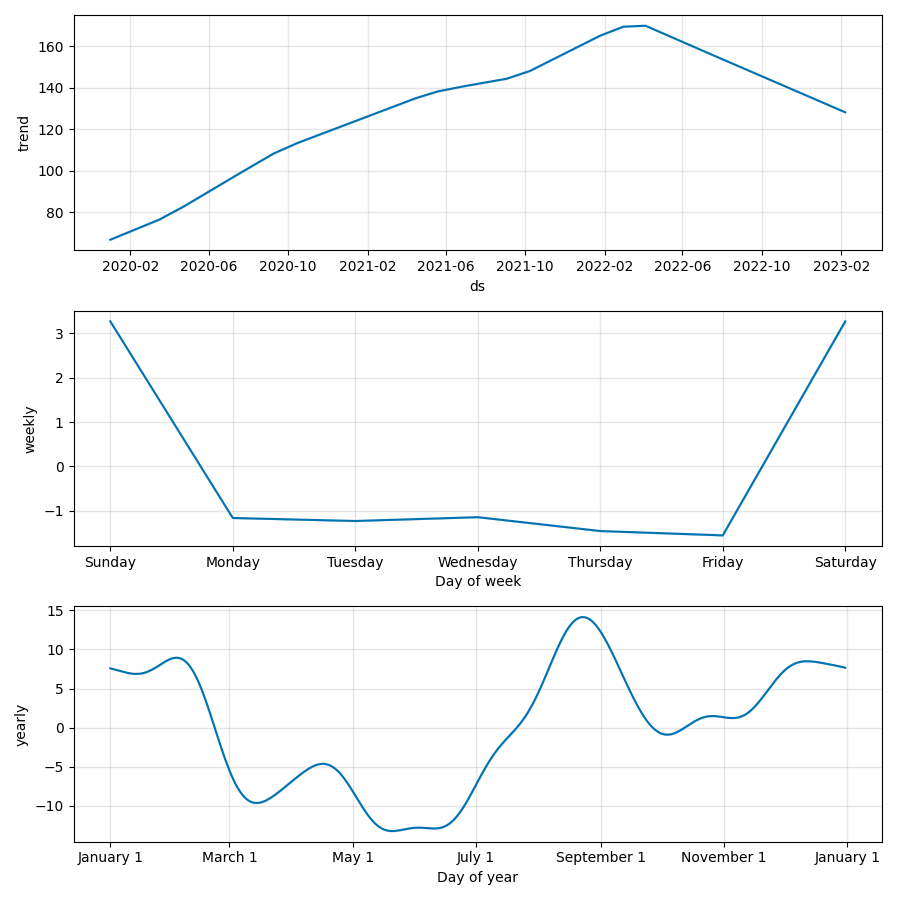 160
140
120
100
80
trend
2020-02 2020-06 2020-10 2021-02 2021-06 2021-10 2022-02 2022-06 2022-10 2023-02
ds
3
2
1
0
−1
weekly
Sunday Monday Tuesday Wednesday Thursday Friday Saturday
Day of week
15
10
5
0
−5
−10
yearly
January 1 March 1 May 1 July 1 September 1 November 1 January 1
Day of year